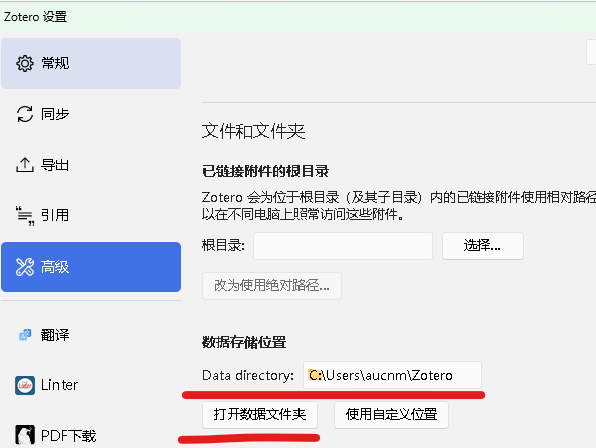 Zotero 设置
常规
同步
导出
引用
高级
翻译
Linter
PDF下载
文件和文件夹
已链接附件的根目录
Zotero 会为位于根目录（及其子目录）内的已链接附件使用相对路径
以在不同电脑上照常访问这些附件。
根目录:
选择...
改为使用绝对路径...
数据存储位置
Data directory: C:\Users\aucnm\Zotero
打开数据文件夹 使用自定义位置